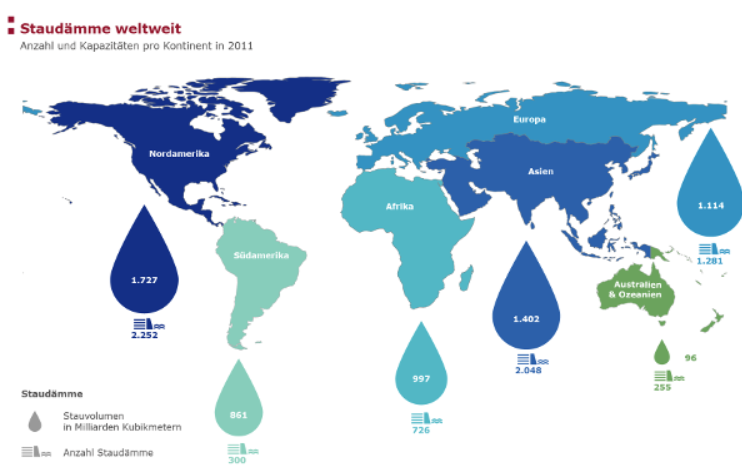 Staudämme weltweit
Anzahl und Kapazitäten pro Kontinent in 2011
Europa
Nordamerika
Asien
Afrika
1.114
Südamerika
1.281
1.727
Australien
& Ozeanien
1.402
2.252
2.048
96
997
255
Staudämme
861
726
Stauvolumen
in Milliarden Kubikmetern
Anzahl Staudämme
300